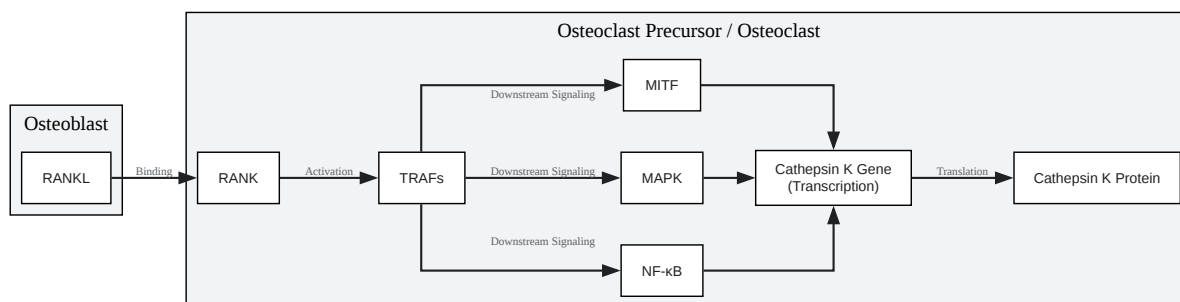 Osteoclast Precursor / Osteoclast
Osteoblast
RANKL
Binding
RANK
Activation
TRAFs
Downstream Signaling
MITF
Downstream Signaling
MAPK
Downstream Signaling
NF-κB
Cathepsin K Gene
(Transcription)
Translation
Cathepsin K Protein